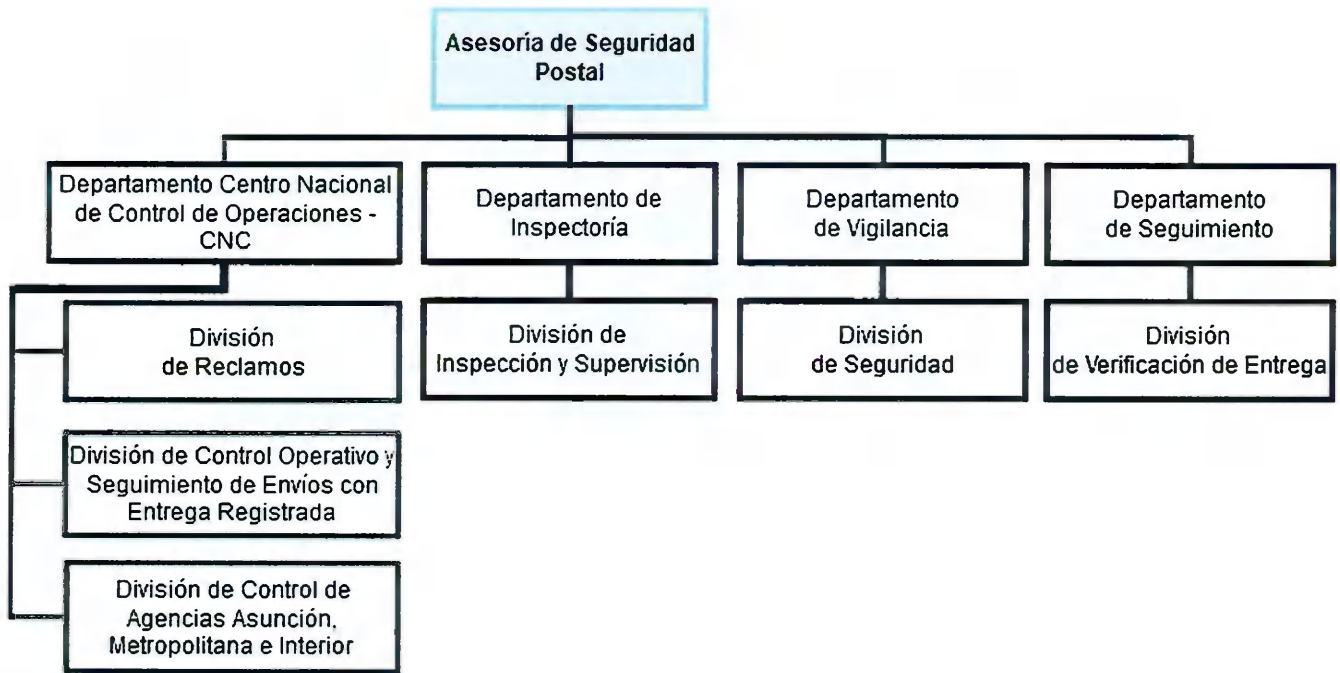 Asesoría de Seguridad
Postal
Departamento Centro Nacional
de Control de Operaciones -
CNC
Departamento de
Inspectoría
Departamento
de Vigilancia
Departamento
de Seguimiento
División
de Reclamos
División de
Inspección y Supervisión
División
de Seguridad
División
de Verificación de Entrega
División de Control Operativo y
Seguimiento de Envíos con
Entrega Registrada
División de Control de
Agencias Asunción,
Metropolitana e Interior